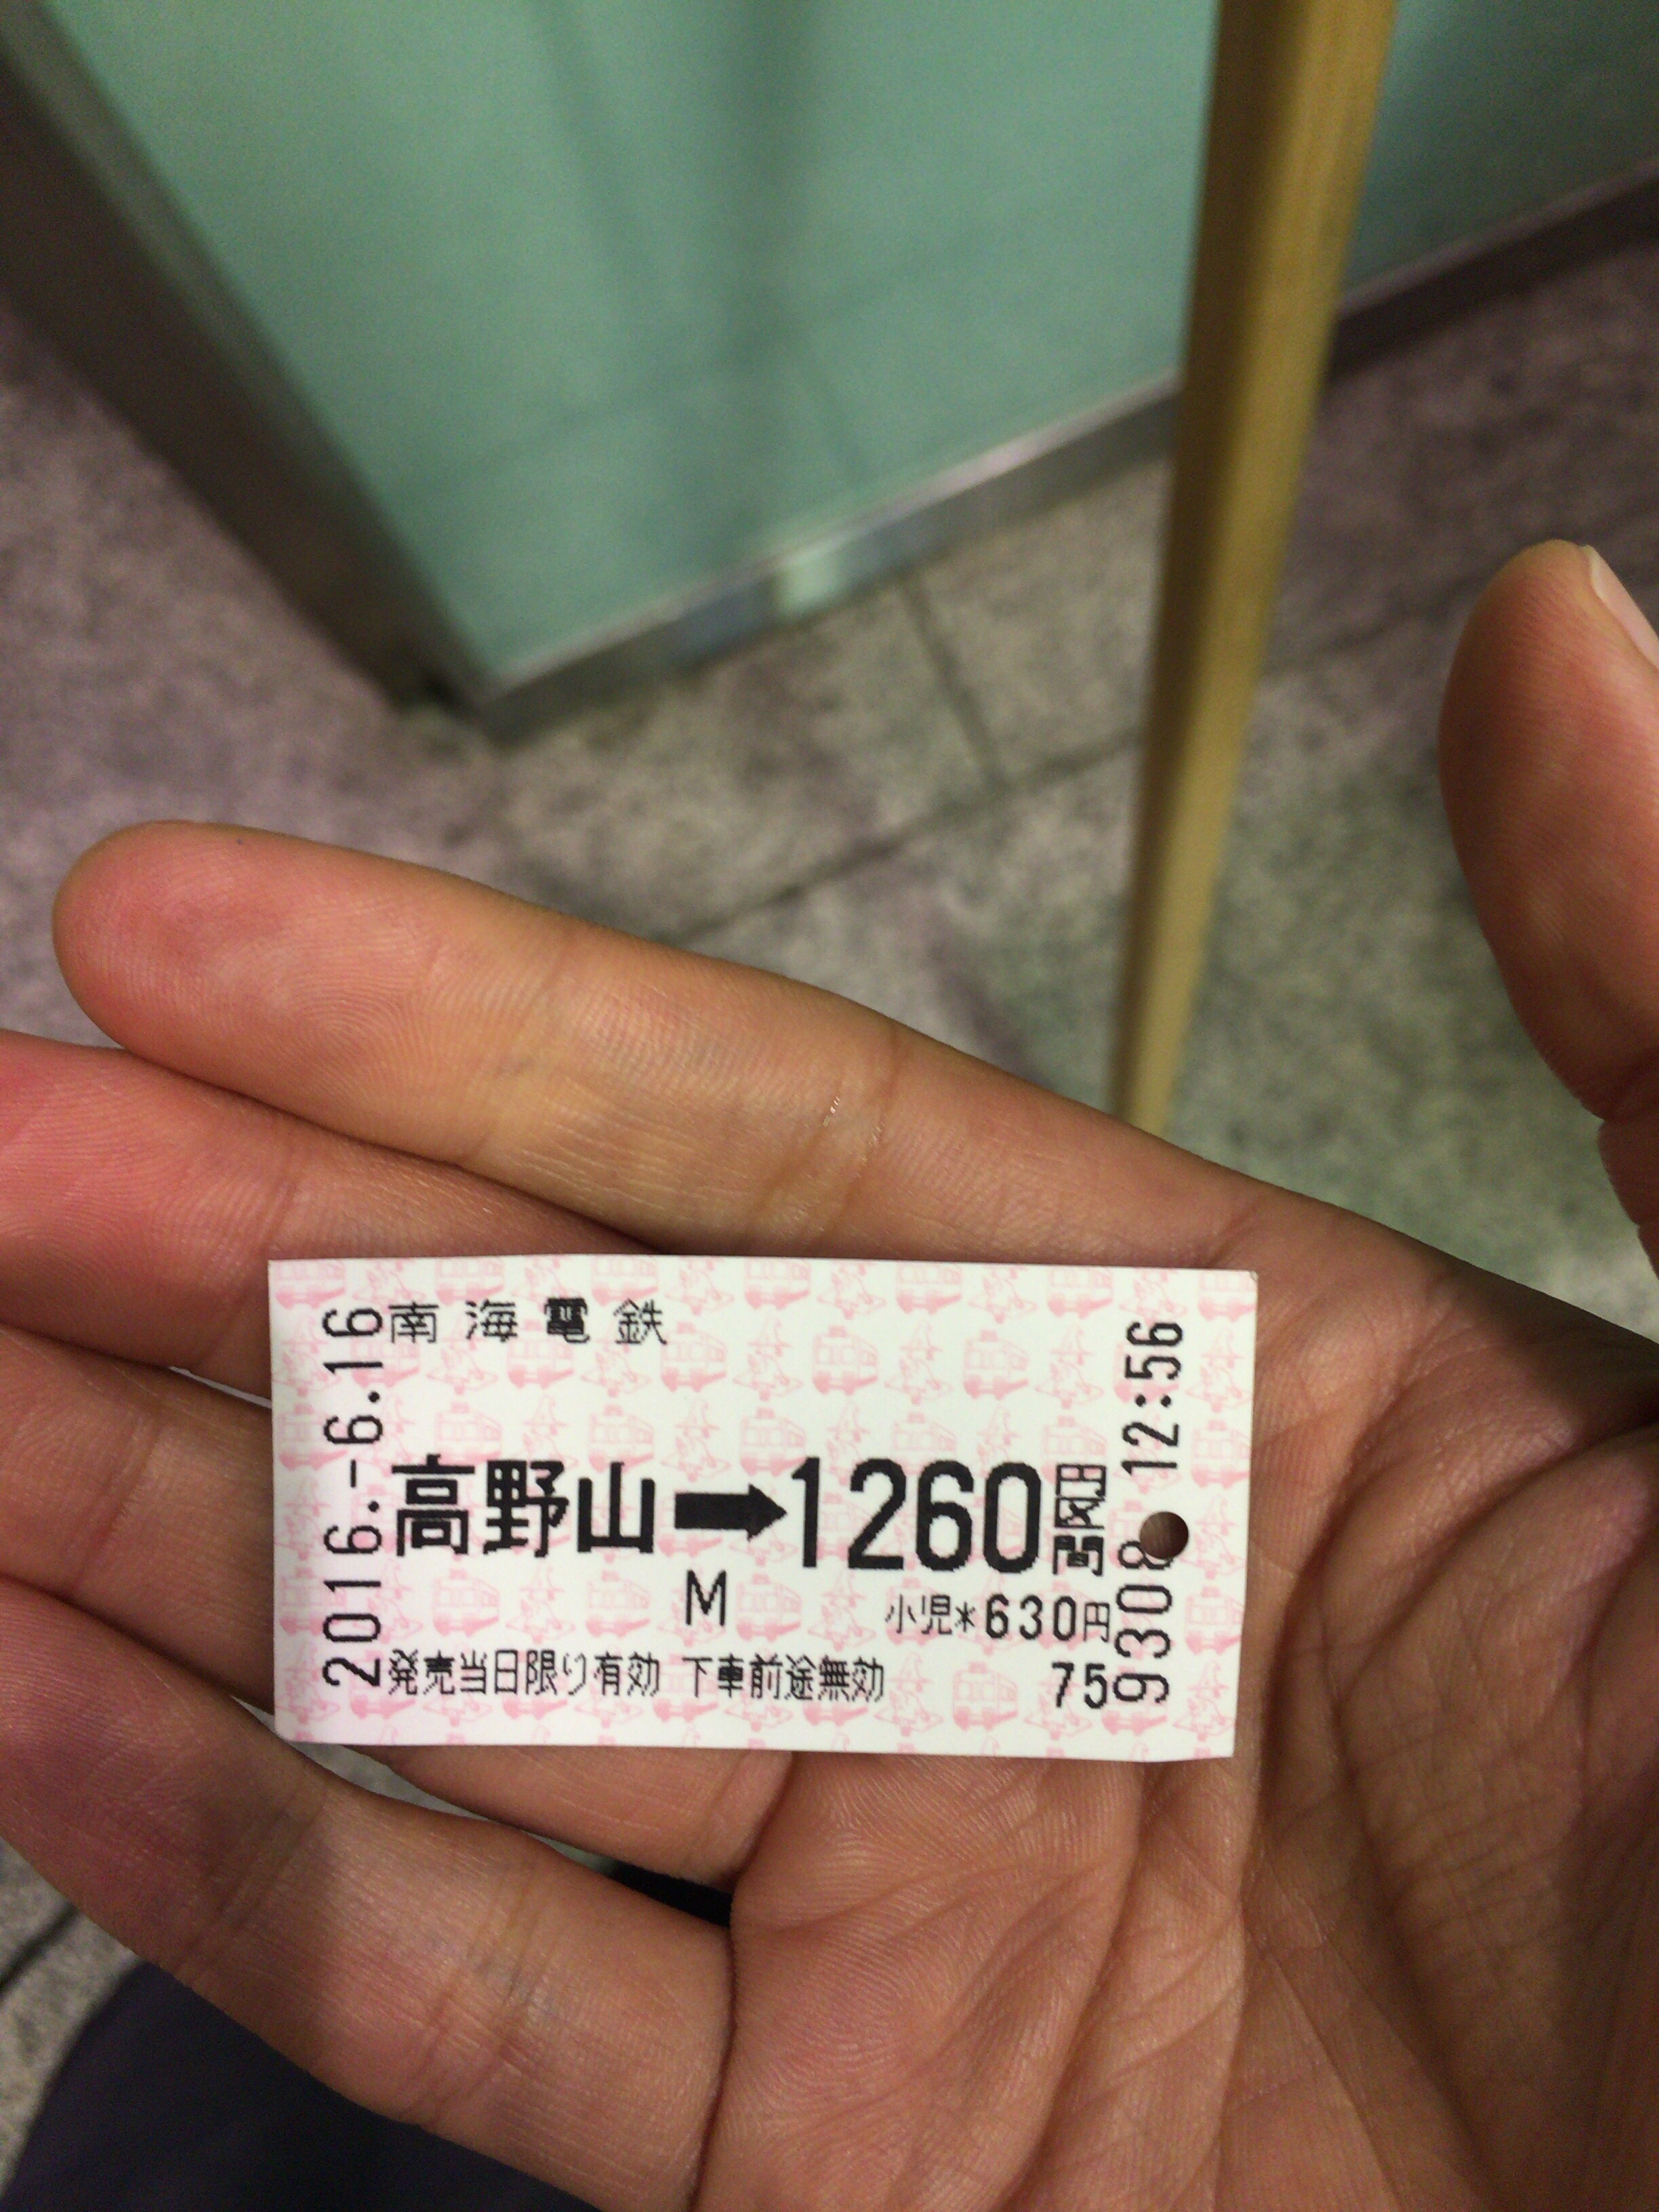 南海電鉄
2016.-6.16
高野山➡1260円区間
12:56
M
小児*630円
発売当日限り有効 下車前途無効
75
9308